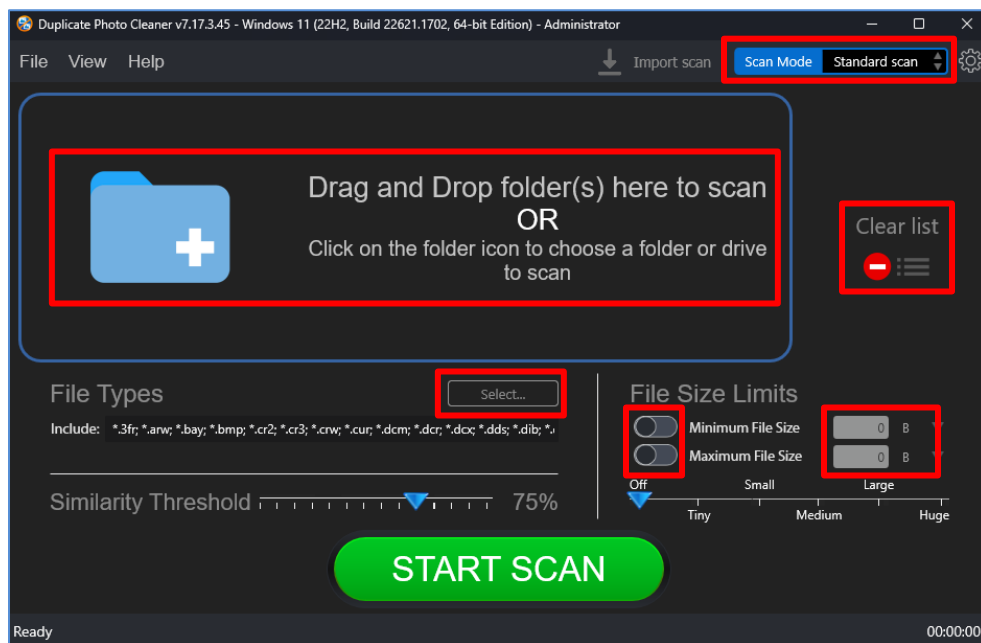 Duplicate Photo Cleaner v7.17.3.45 - Windows 11 (22H2, Build 22621.1702, 64-bit Edition) - Administrator
File View Help
Import scan
Scan Mode Standard scan
Drag and Drop folder(s) here to scan
OR
Click on the folder icon to choose a folder or drive
to scan
Clear list
File Types
Select...
Include: *.3fr; *.arw; *.bay; *.bmp; *.cr2; *.cr3; *.crw; *.cur; *.dcm; *.dcr; *.dcx; *.dds; *.dib; *.
Similarity Threshold 75%
File Size Limits
Minimum File Size 0 B
Maximum File Size 0 B
Off Small Large
Tiny Medium Huge
START SCAN
Ready 00:00:00